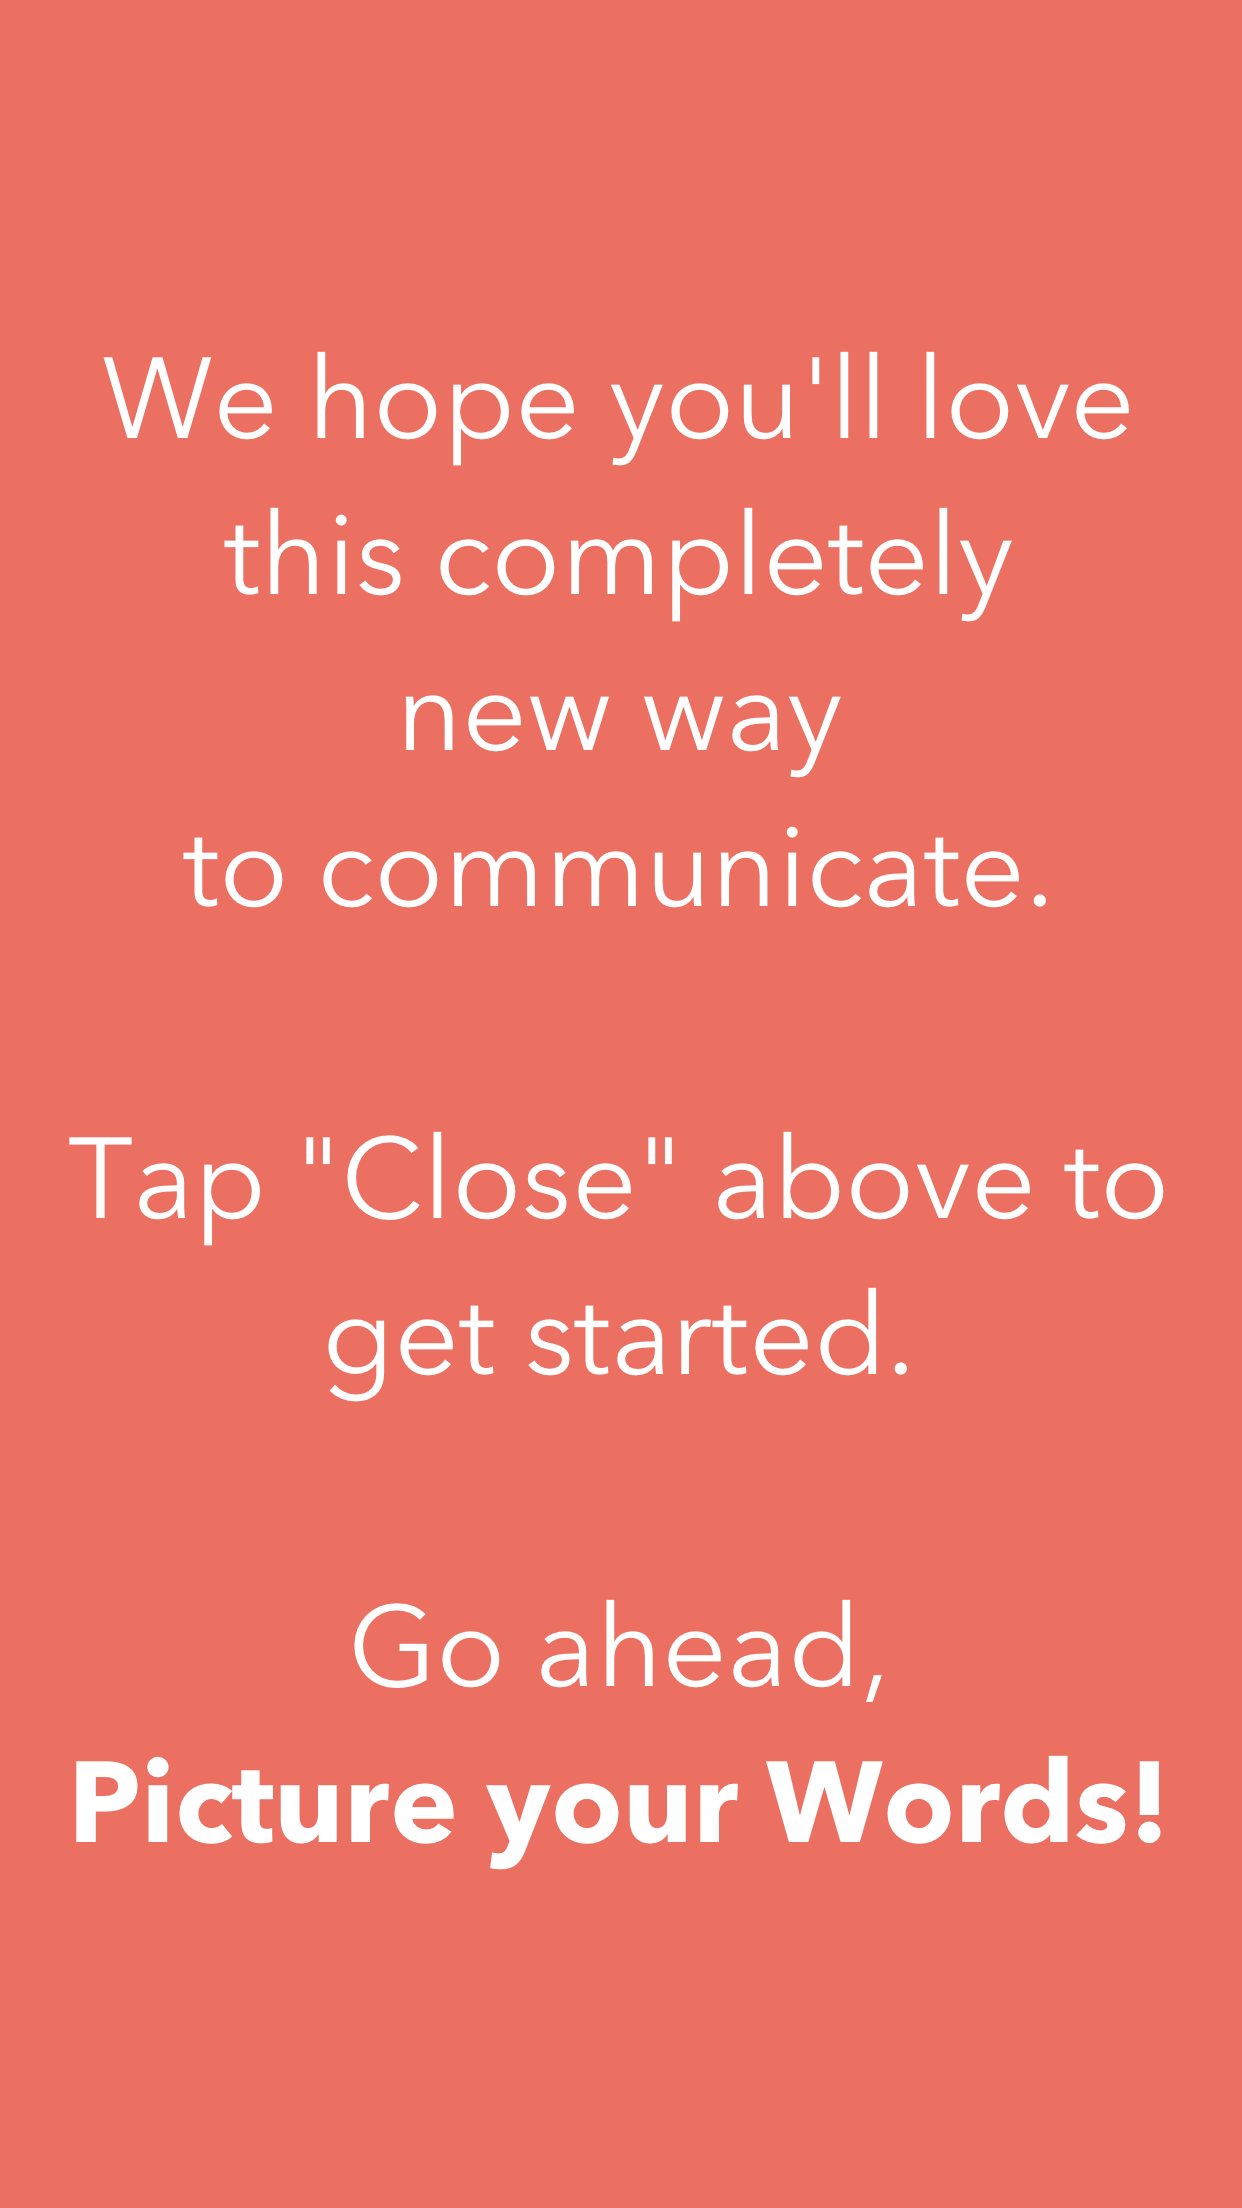 We hope you'll love
this completely
new way
to communicate.
Tap "Close" above to
get started.
Go ahead,
Picture your Words!